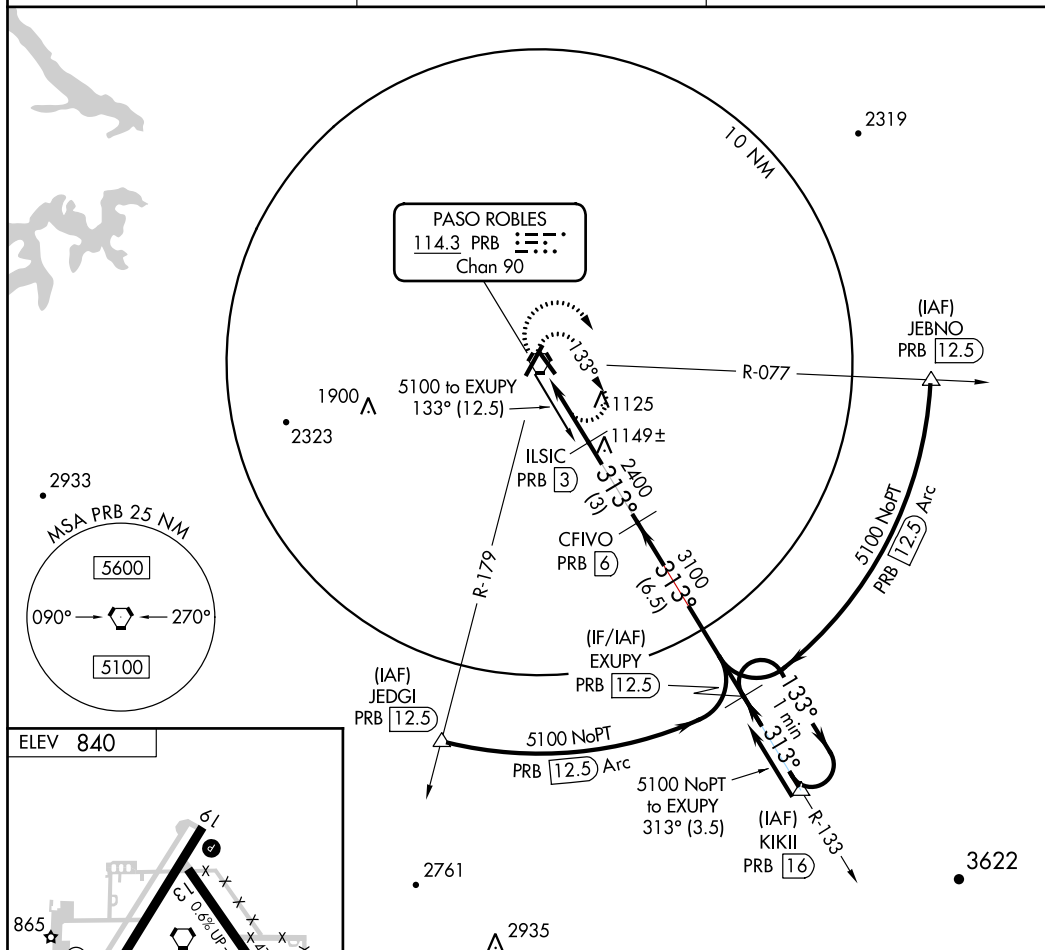 10 NM
2319
PASO ROBLES
114.3 PRB
Chan 90
(IAF)
JEBNO
PRB 12.5
R-077
133°
5100 to EXUPY
133° (12.5)
1900
2323
1125
1149±
ILSIC
PRB 3
2400
313°
(3)
2933
MSA PRB 25 NM
5600
090°
270°
5100
R-179
CFIVO
PRB 6
3100
313°
(6.5)
5100 NoPT
PRB 12.5 Arc
(IF/IAF)
EXUPY
PRB 12.5
(IAF)
JEDGI
PRB 12.5
133°
1 min
313°
5100 NoPT
PRB 12.5 Arc
5100 NoPT
to EXUPY
313° (3.5)
(IAF)
KIKII
PRB 16
R-133
ELEV 840
19
P
13
0.6% UP
865
2761
2935
3622